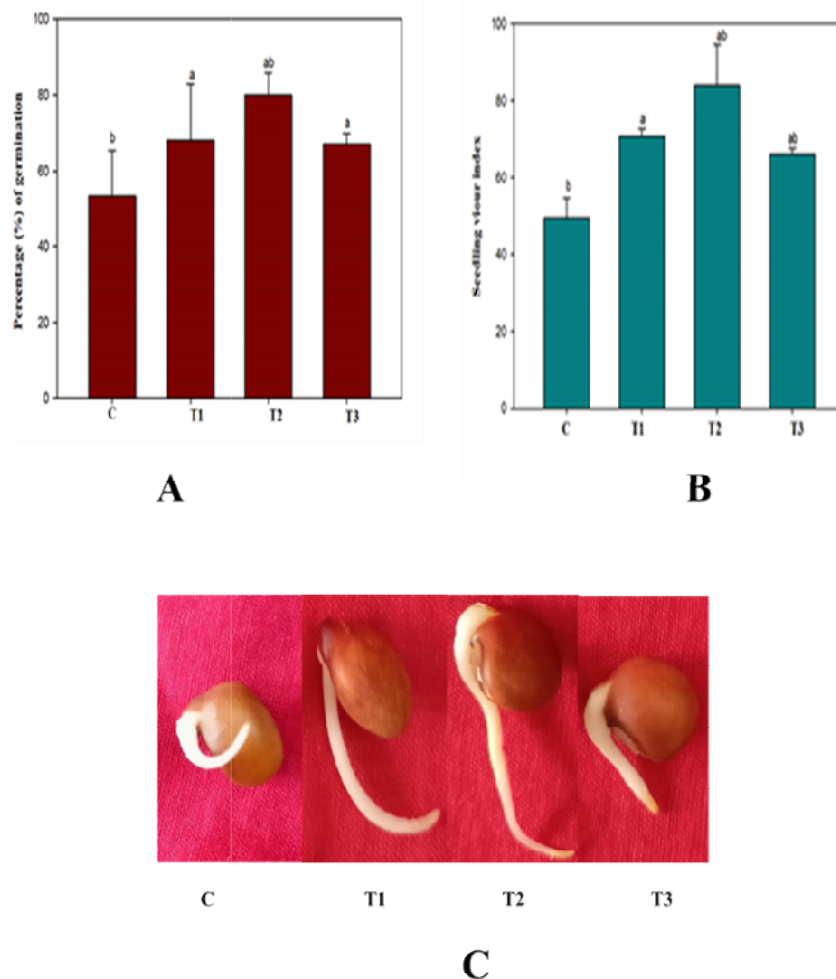 100
80
60
40
20
0
Percentage (%) of germination
b
a
ab
a
C
T1
T2
T3
A
100
80
60
40
20
0
Seedling viour index
b
a
ab
ab
C
T1
T2
T3
B
C
T1
T2
T3
C